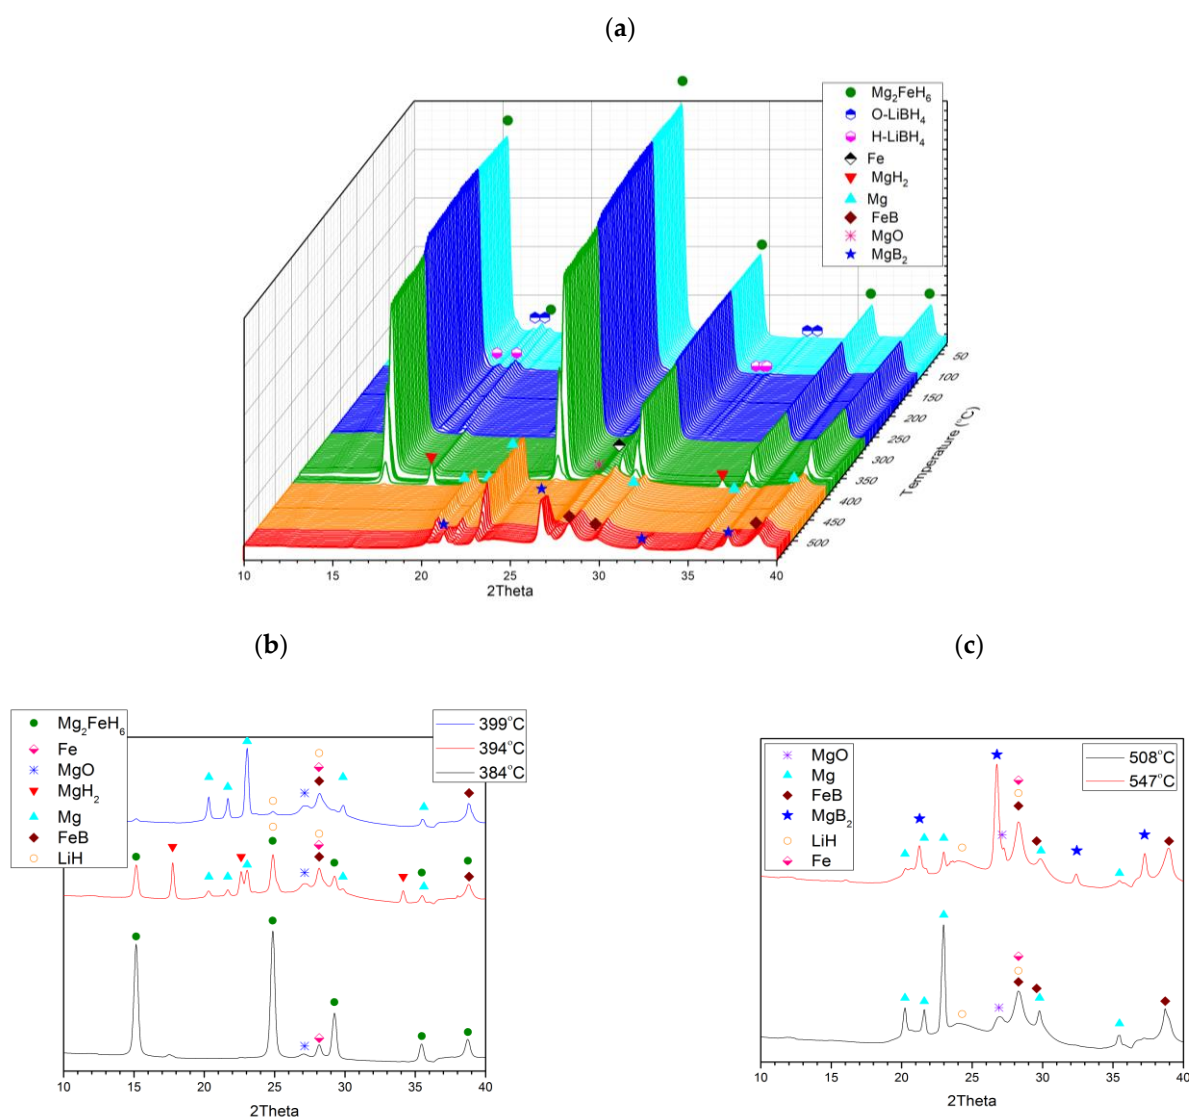 (a)
Mg2FeH6
O-LiBH4
H-LiBH4
Fe
MgH2
Mg
FeB
MgO
MgB2
50
100
150
200
250
300
350
400
450
500
Temperature (°C)
10 20 25 30 35 40
2Theta
(b)
Mg2FeH6
Fe
MgO
MgH2
Mg
FeB
LiH
399°C
394°C
384°C
10 15 20 25 30 35 40
2Theta
(c)
MgO
Mg
FeB
MgB2
LiH
Fe
508°C
547°C
10 15 20 25 30 35 40
2Theta